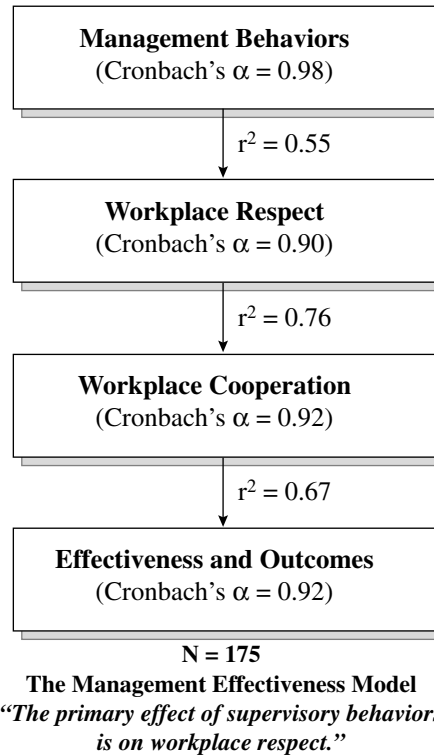 Management Behaviors
(Cronbach's α = 0.98)
r² = 0.55
Workplace Respect
(Cronbach's α = 0.90)
r² = 0.76
Workplace Cooperation
(Cronbach's α = 0.92)
r² = 0.67
Effectiveness and Outcomes
(Cronbach's α = 0.92)
N = 175
The Management Effectiveness Model
“The primary effect of supervisory behaviors
is on workplace respect.”